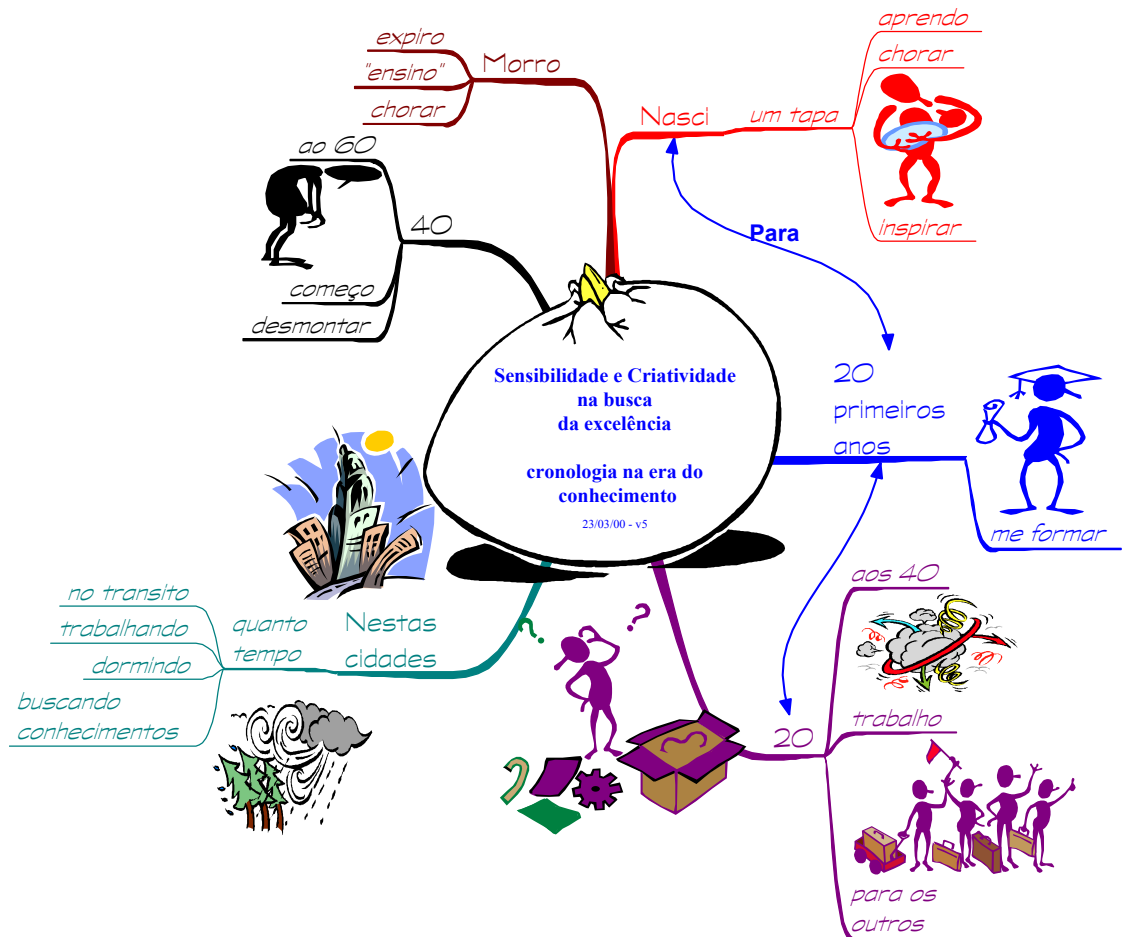 Sensibilidade e Criatividade
na busca
da excelência
cronologia na era do
conhecimento
23/03/00 - v5
Nasci
um tapa
aprendo
chorar
inspirar
Para
20
primeiros
anos
me formar
20
aos 40
trabalho
para os
outros
?
?
Nestas
cidades
quanto
tempo
no transito
trabalhando
dormindo
buscando
conhecimentos
40
ao 60
começo
desmontar
Morro
expiro
"ensino"
chorar